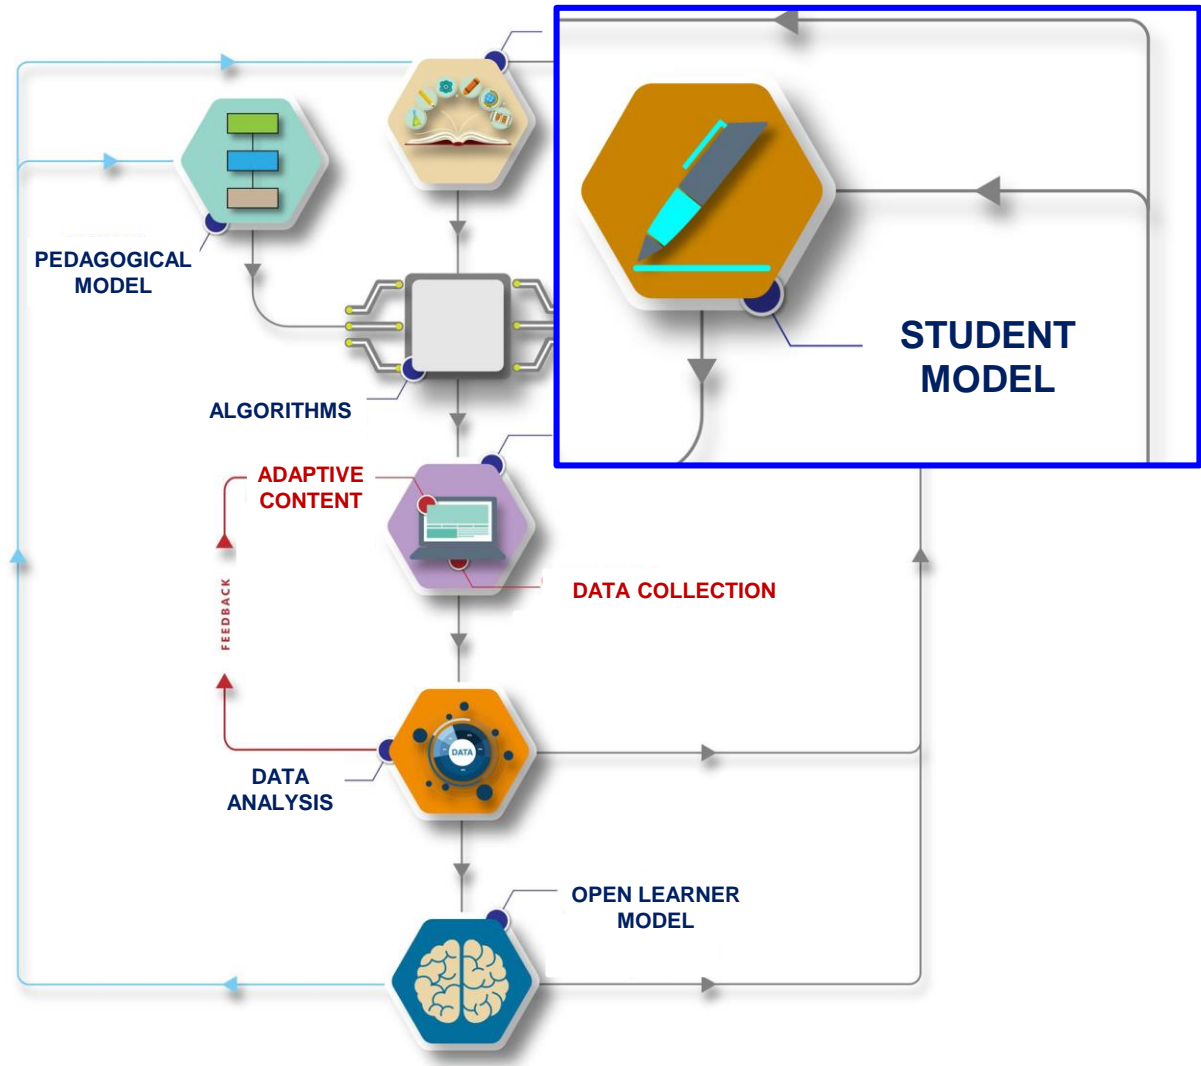 PEDAGOGICAL
MODEL
STUDENT
MODEL
ALGORITHMS
ADAPTIVE
CONTENT
DATA COLLECTION
FEEDBACK
DATA
DATA
ANALYSIS
OPEN LEARNER
MODEL